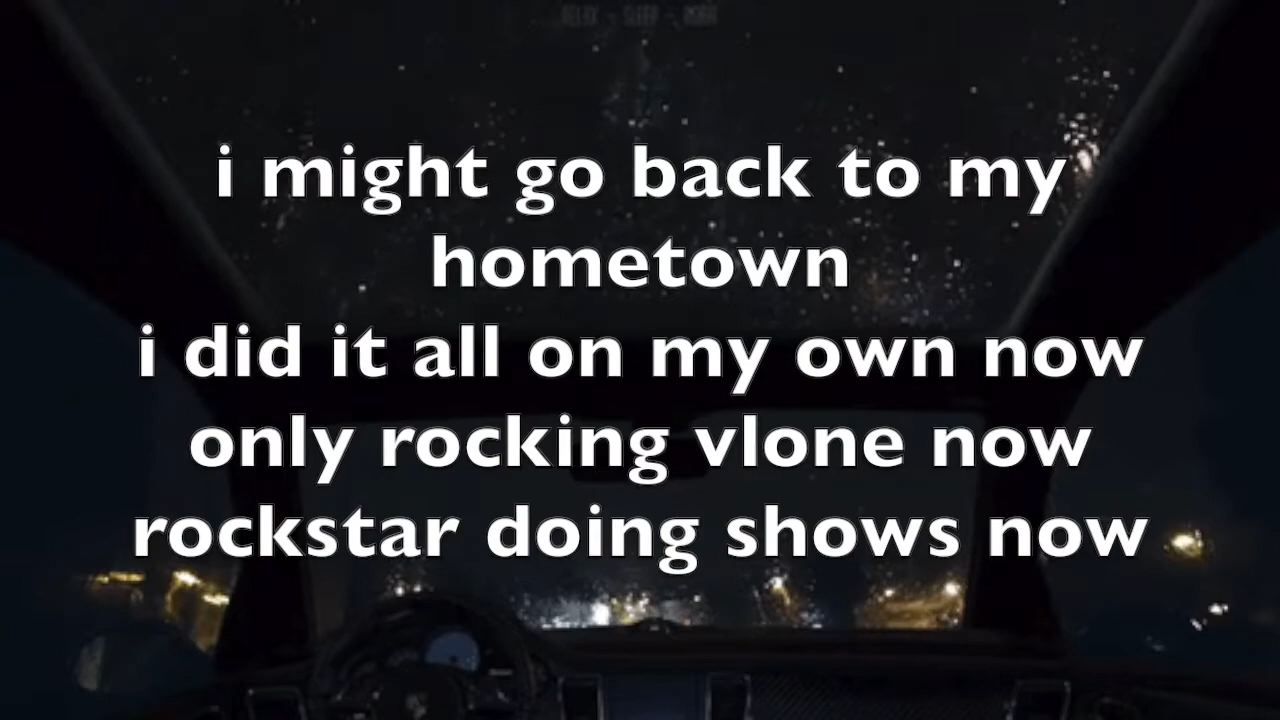 i might go back to my
hometown
i did it all on my own now
only rocking vlone now
rockstar doing shows now